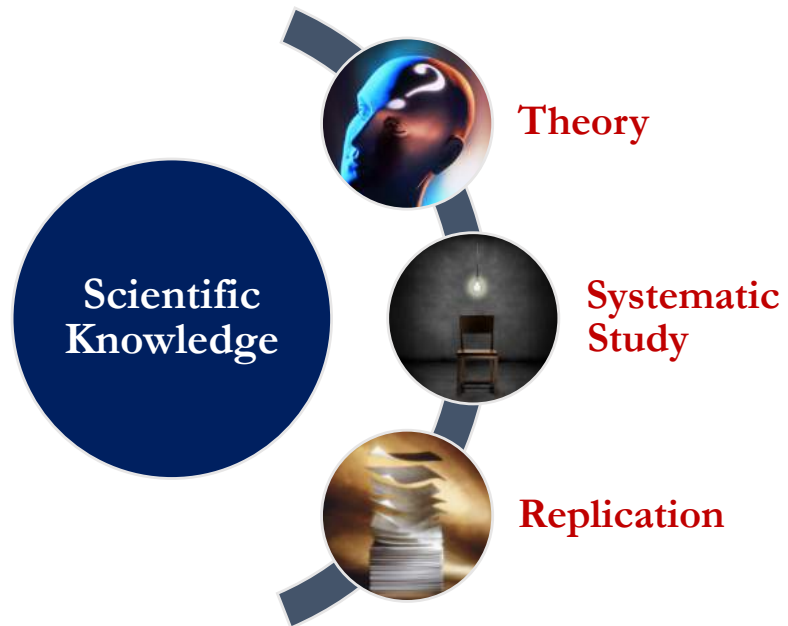 Theory
Scientific
Knowledge
Systematic
Study
Replication